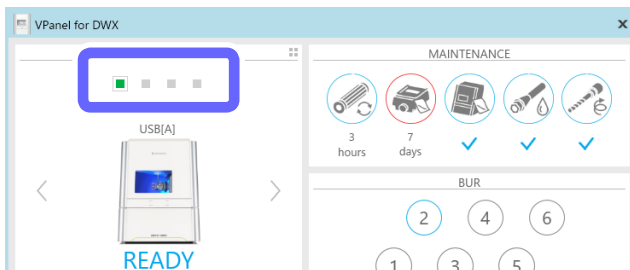 VPanel for DWX
x
MAINTENANCE
3
hours
7
days
USB[A]
READY
BUR
2 4 6
1 3 5